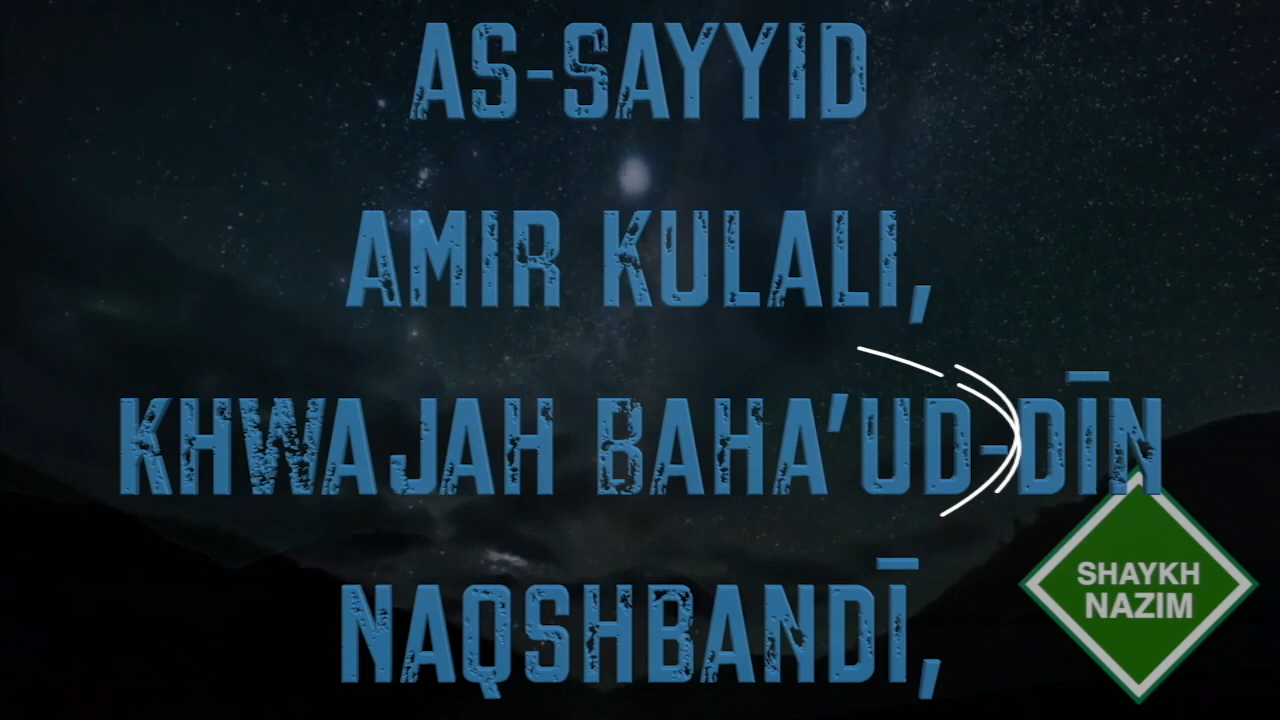 AS-SAYYID
AMIR KULALI,
KHWAJAH BAHA'UD-DĪN
NAQSHBANDĪ,
SHAYKH
NAZIM